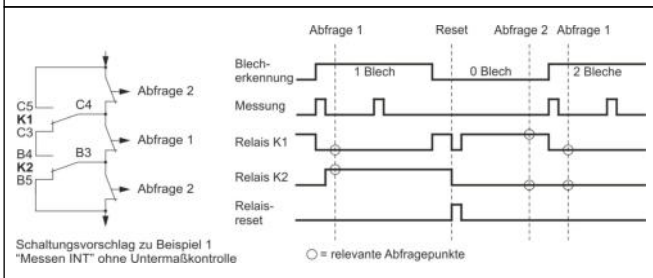 Abfrage 1 Reset Abfrage 2 Abfrage 1
Blech-
erkennung
1 Blech 0 Blech 2 Bleche
Messung
Relais K1
Relais K2
Relais-
reset
Abfrage 2
C5 C4
K1
C3
Abfrage 1
B4 B3
K2
B5
Abfrage 2
Schaltungsvorschlag zu Beispiel 1
"Messen INT" ohne Untermaßkontrolle
= relevante Abfragepunkte